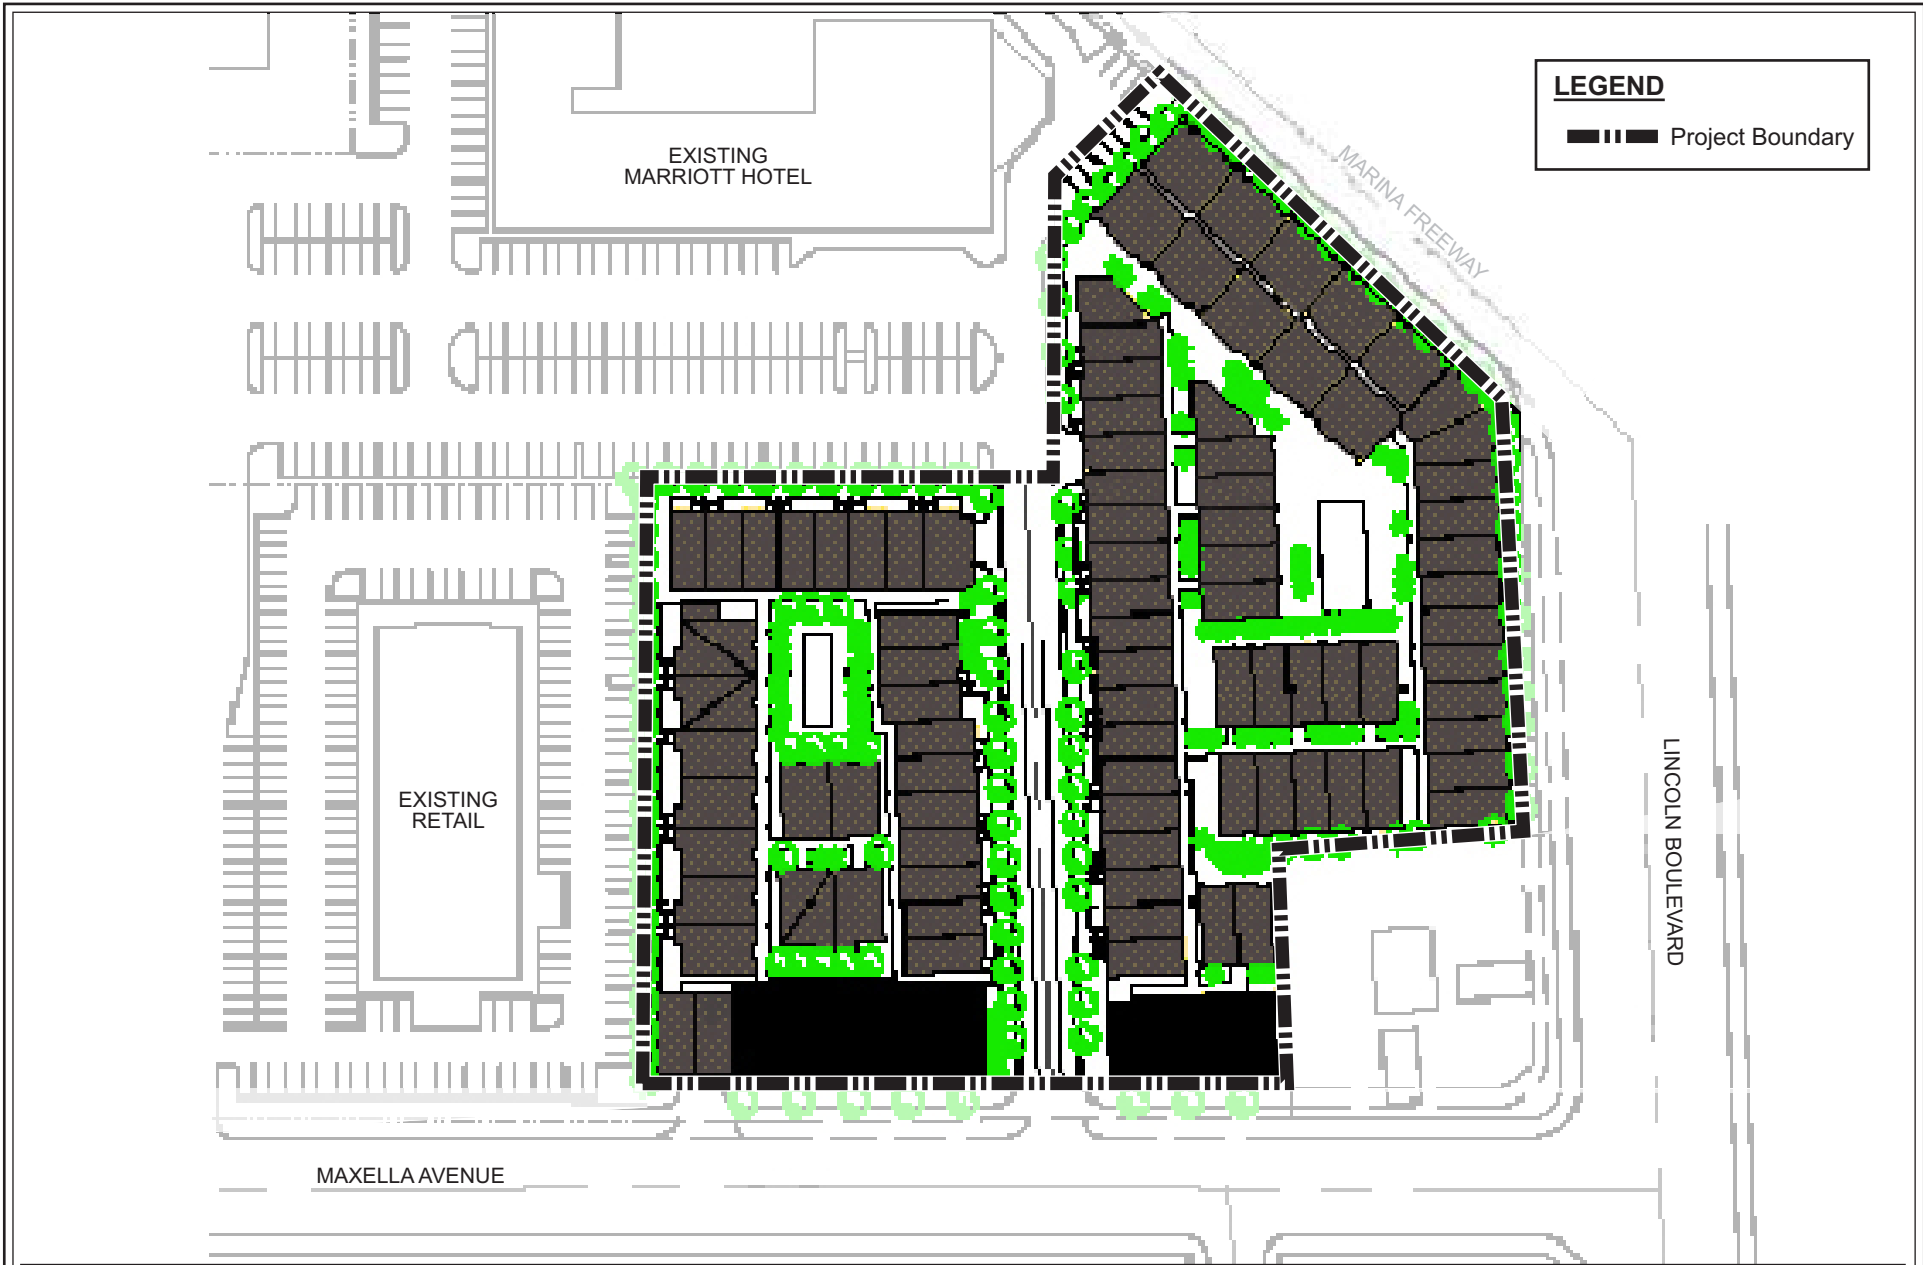 LEGEND
Project Boundary
EXISTING
MARRIOTT HOTEL
MARINA FREEWAY
EXISTING
RETAIL
LINCOLN BOULEVARD
MAXELLA AVENUE